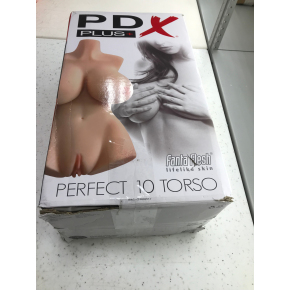 PDX
PLUS
Fanta Flesh
lifelike skin
PERFECT 10 TORSO